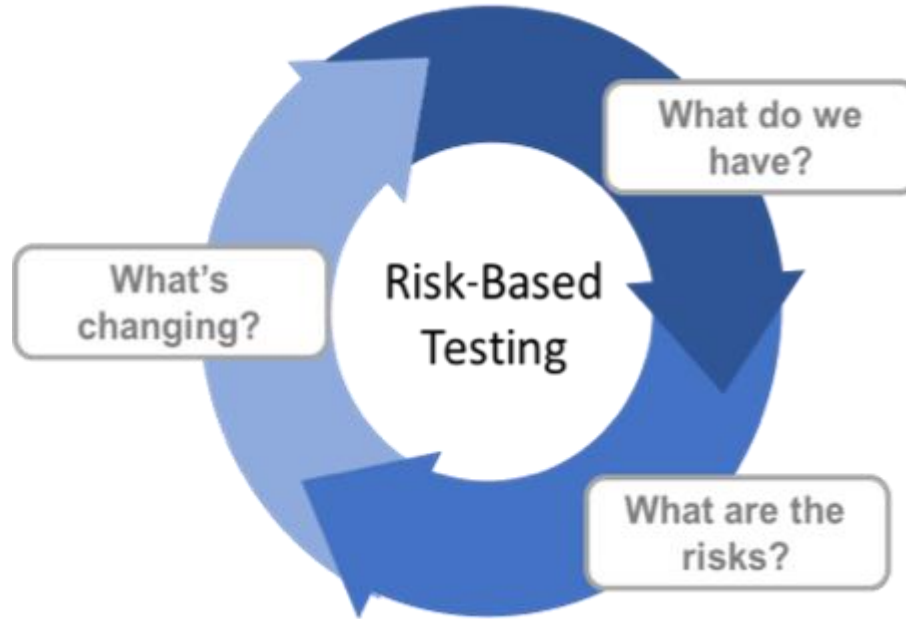 What do we
have?
What's
changing?
Risk-Based
Testing
What are the
risks?